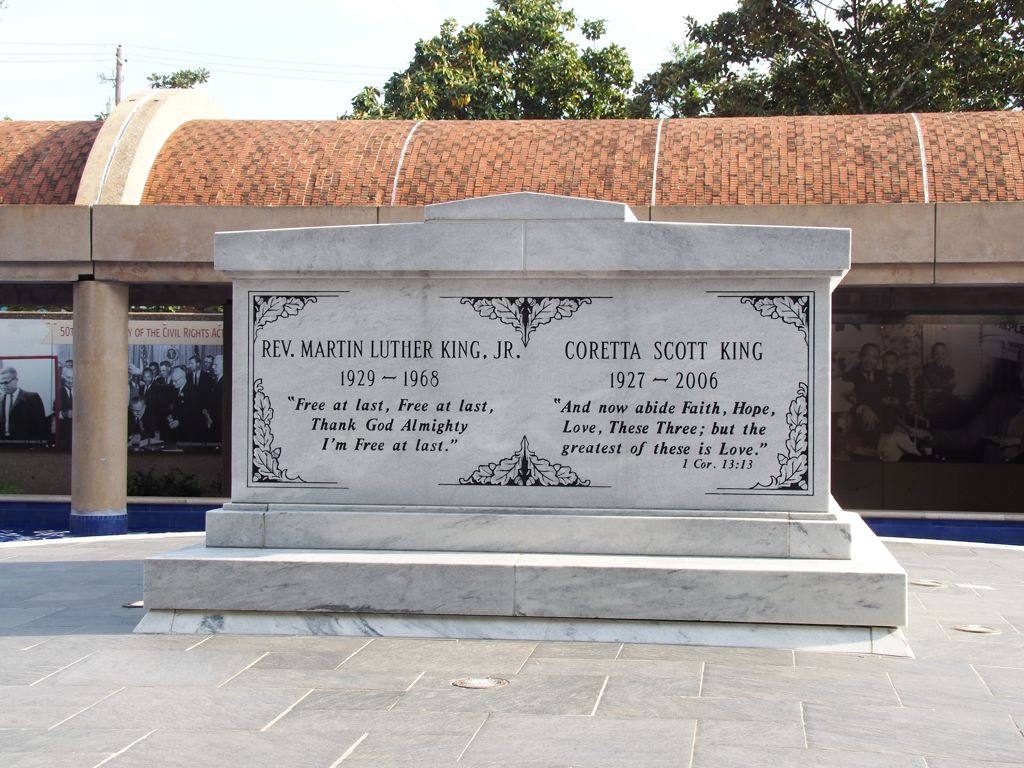 50
Y OF THE CIVIL RIGHTS AC
REV. MARTIN LUTHER KING, JR.
1929 – 1968
"Free at last, Free at last,
Thank God Almighty
I'm Free at last."
CORETTA SCOTT KING
1927 – 2006
"And now abide Faith, Hope,
Love, These Three; but the
greatest of these is Love."
1 Cor. 13:13